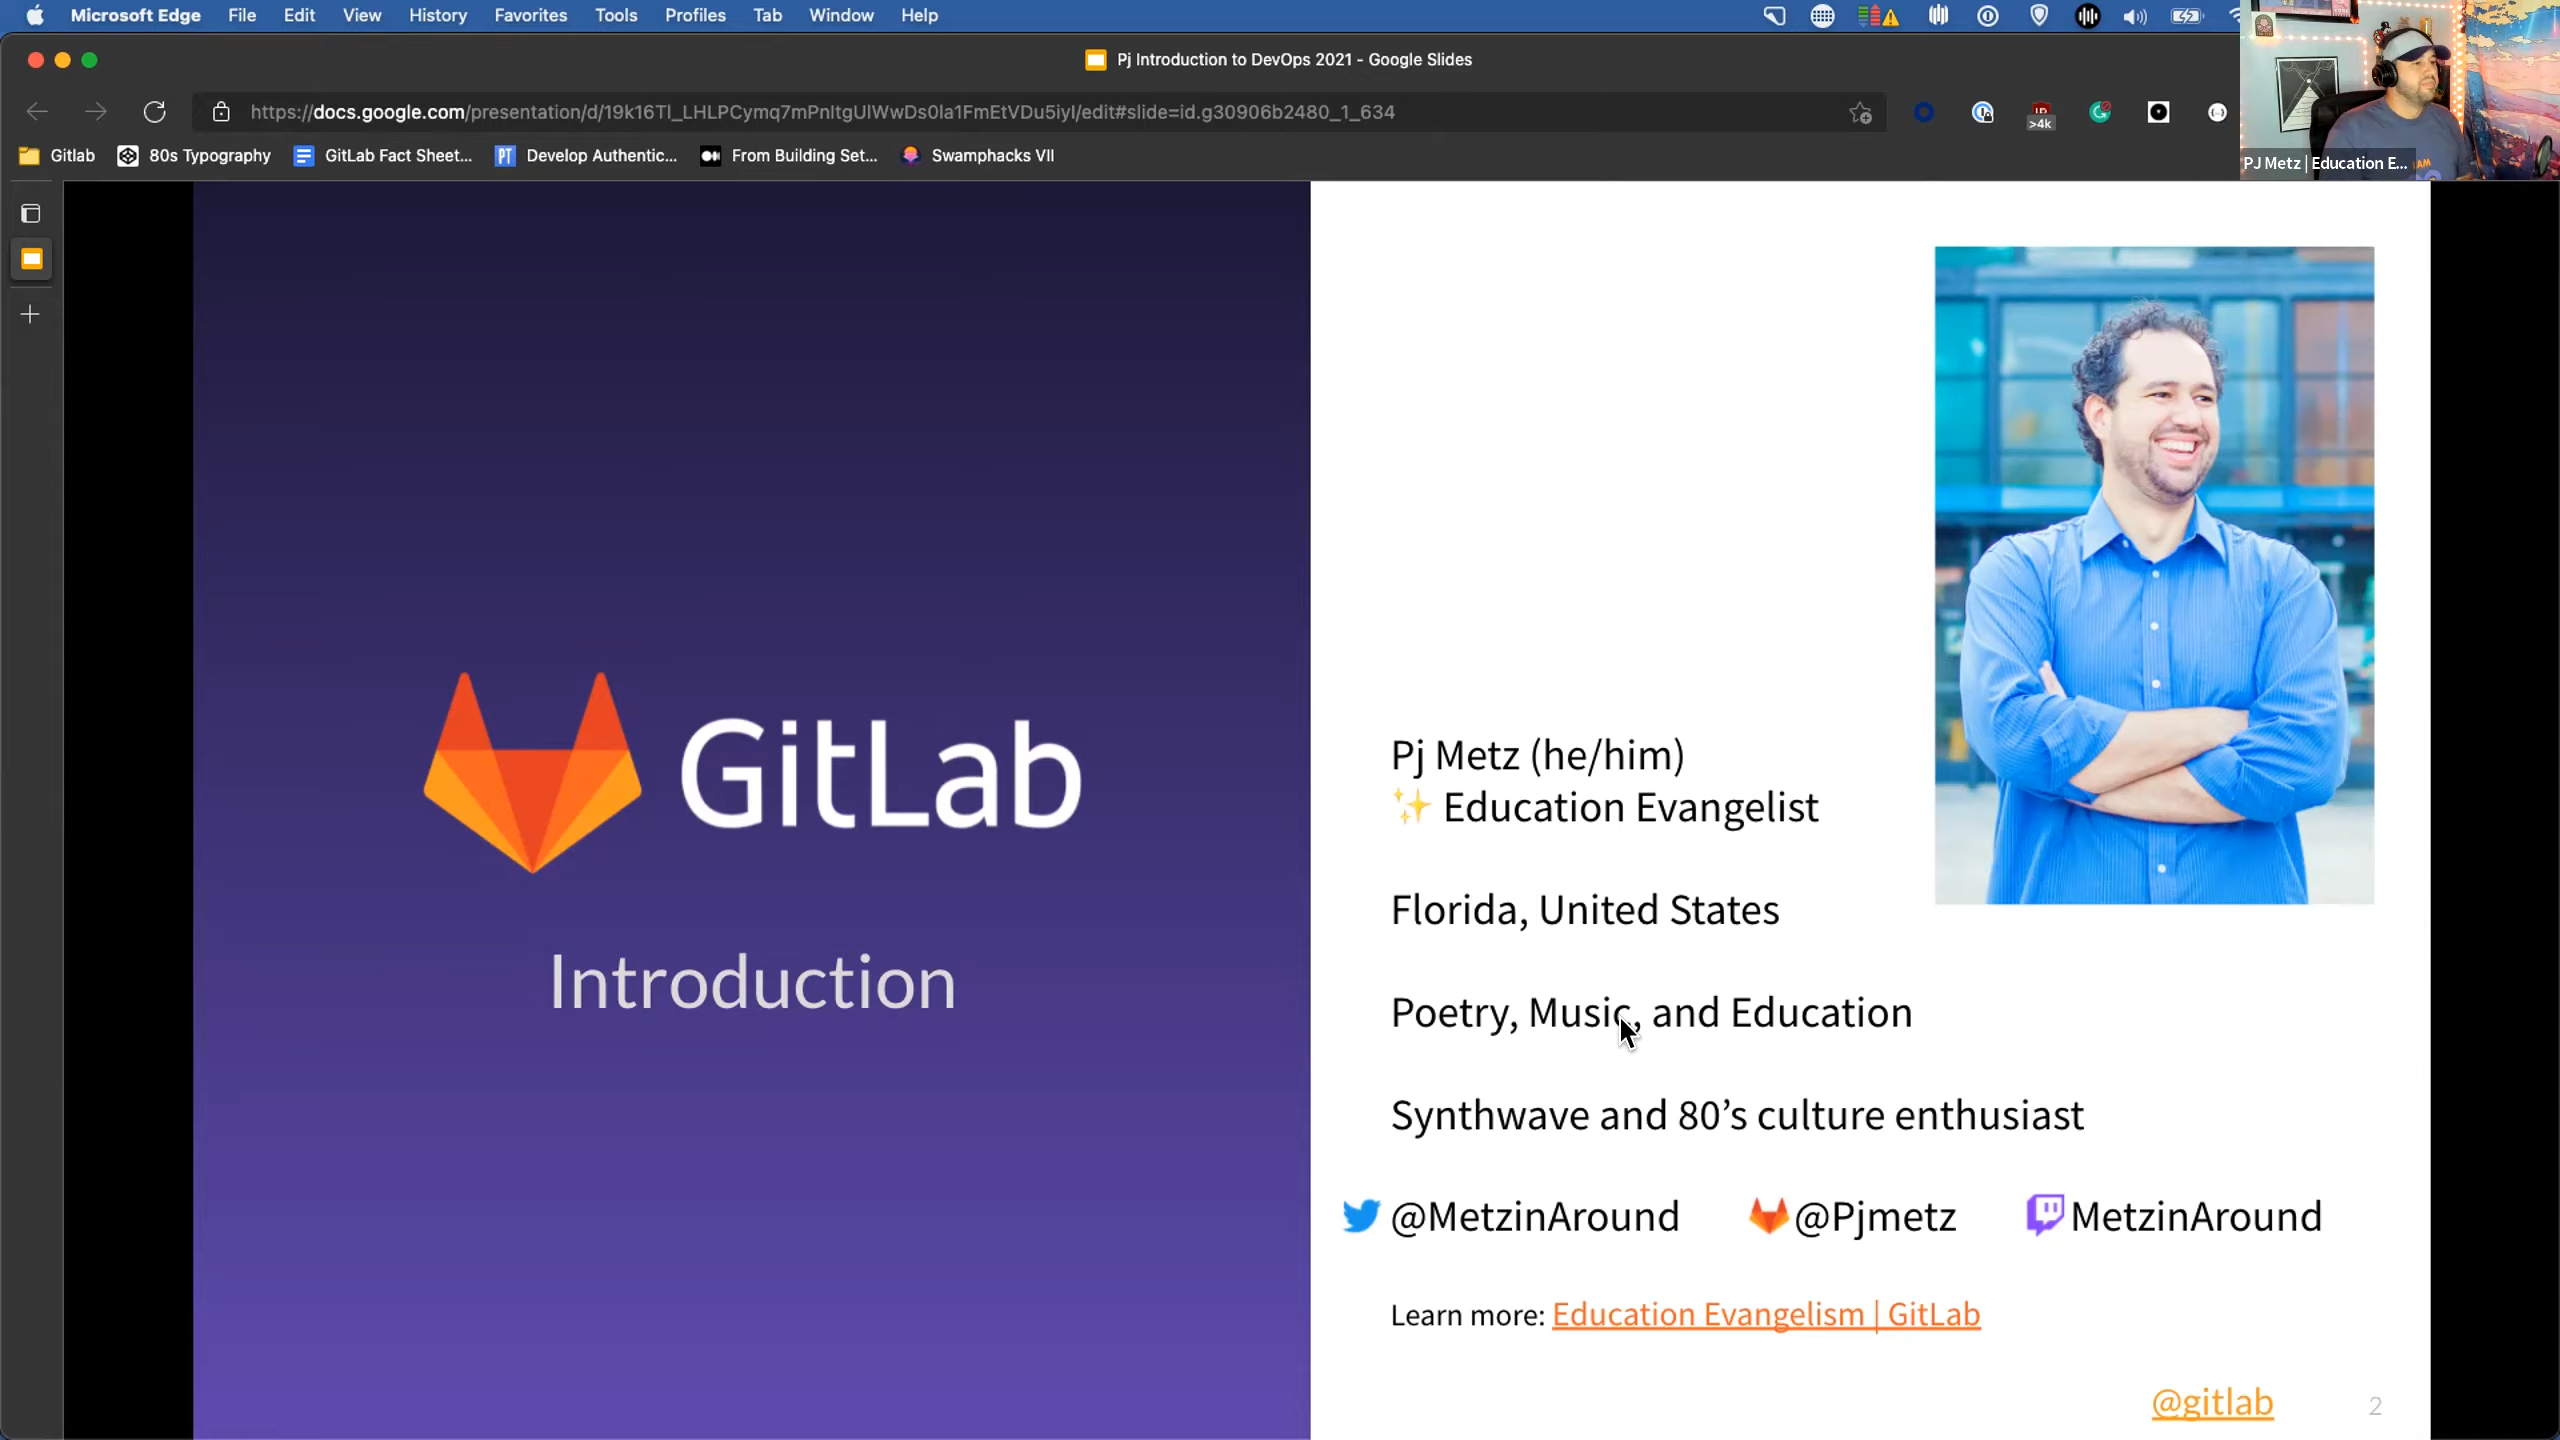 Microsoft Edge File Edit View History Favorites Tools Profiles Tab Window Help
Pj Introduction to DevOps 2021 - Google Slides
https://docs.google.com/presentation/d/19k16Tl_LHLPCymq7mPnltgUlWwDs0la1FmEtVDu5iyI/edit#slide=id.g30906b2480_1_634
>4k
Gitlab 80s Typography GitLab Fact Sheet... PT Develop Authentic... From Building Set... Swamphacks VII
PJ Metz | Education E...
GitLab
Introduction
Pj Metz (he/him)
✨ Education Evangelist
Florida, United States
Poetry, Music, and Education
Synthwave and 80’s culture enthusiast
@MetzinAround @Pjmetz MetzinAround
Learn more: Education Evangelism | GitLab
@gitlab 2